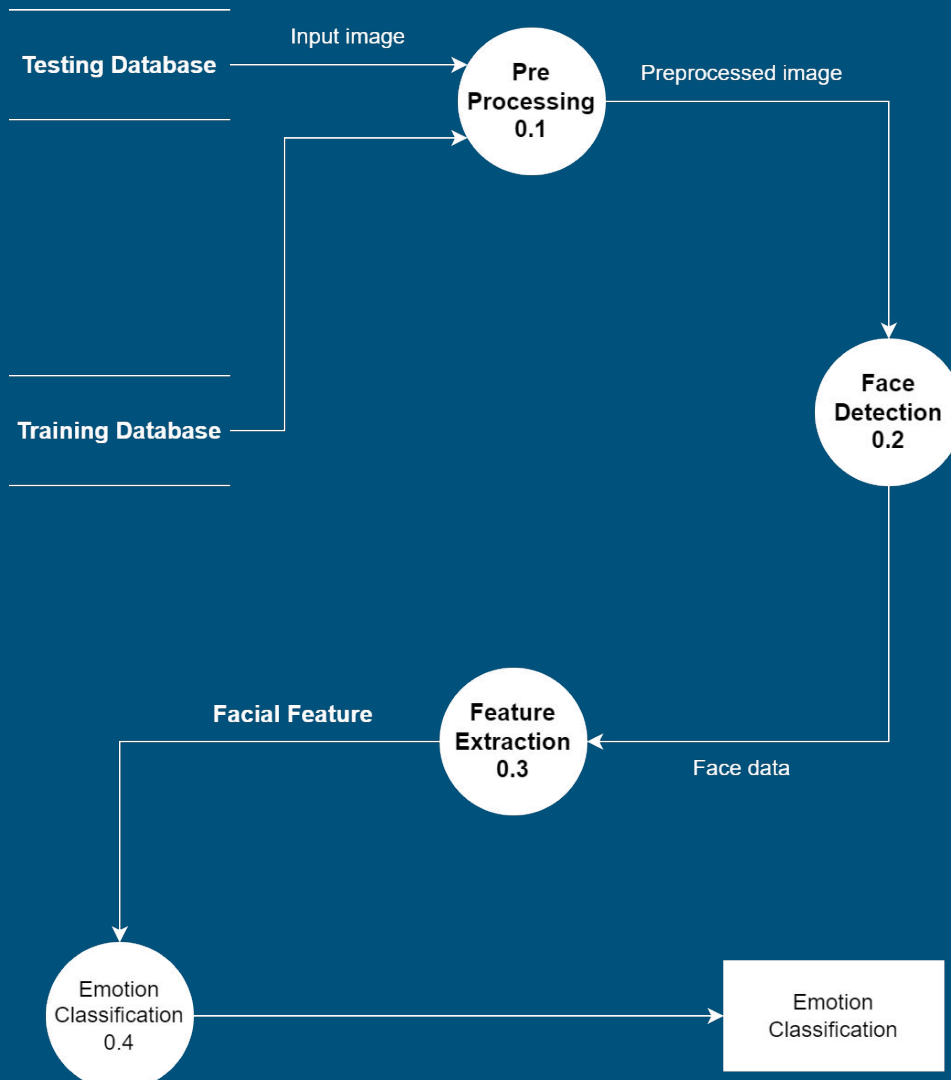 Input image
Testing Database
Pre
Processing
0.1
Preprocessed image
Face
Detection
0.2
Training Database
Facial Feature
Feature
Extraction
0.3
Face data
Emotion
Classification
0.4
Emotion
Classification